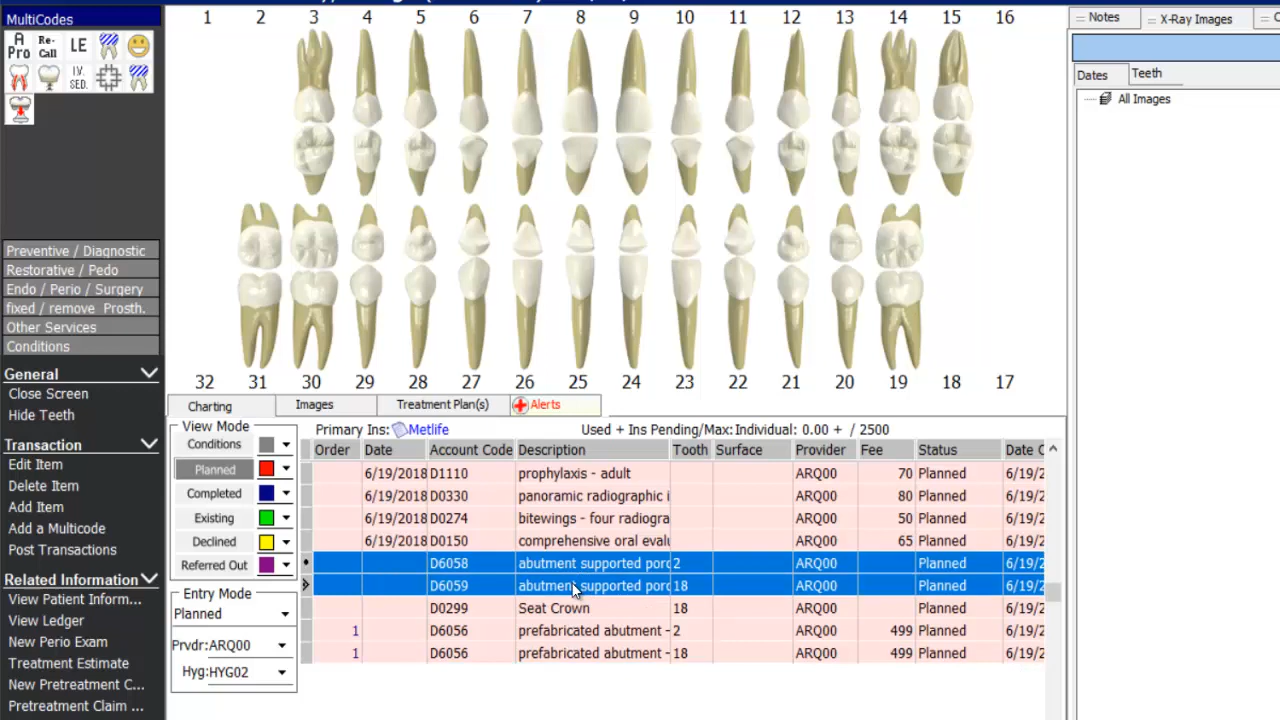 MultiCodes
A Pro
Re-Call
LE
IV. SED.
Preventive / Diagnostic
Restorative / Pedo
Endo / Perio / Surgery
fixed / remove Prosth.
Other Services
Conditions
General
Close Screen
Hide Teeth
Transaction
Edit Item
Delete Item
Add Item
Add a Multicode
Post Transactions
Related Information
View Patient Inform...
View Ledger
New Perio Exam
Treatment Estimate
New Pretreatment C...
Pretreatment Claim ...
1 2 3 4 5 6 7 8 9 10 11 12 13 14 15 16
32 31 30 29 28 27 26 25 24 23 22 21 20 19 18 17
Charting Images Treatment Plan(s) Alerts
View Mode
Conditions
Planned
Completed
Existing
Declined
Referred Out
Entry Mode
Planned
Prvdr: ARQ00
Hyg: HYG02
Primary Ins: Metlife Used + Ins Pending/Max: Individual: 0.00 + / 2500
Order Date Account Code Description Tooth Surface Provider Fee Status Date C
6/19/2018 D1110 prophylaxis - adult ARQ00 70 Planned 6/19/2
6/19/2018 D0330 panoramic radiographic i ARQ00 80 Planned 6/19/2
6/19/2018 D0274 bitewings - four radiogra ARQ00 50 Planned 6/19/2
6/19/2018 D0150 comprehensive oral evalu ARQ00 65 Planned 6/19/2
D6058 abutment supported porc 2 ARQ00 Planned 6/19/2
D6059 abutment supported porc 18 ARQ00 Planned 6/19/2
D0299 Seat Crown 18 ARQ00 Planned 6/19/2
1 D6056 prefabricated abutment - 2 ARQ00 499 Planned 6/19/2
1 D6056 prefabricated abutment - 18 ARQ00 499 Planned 6/19/2
Notes X-Ray Images
Dates Teeth
All Images